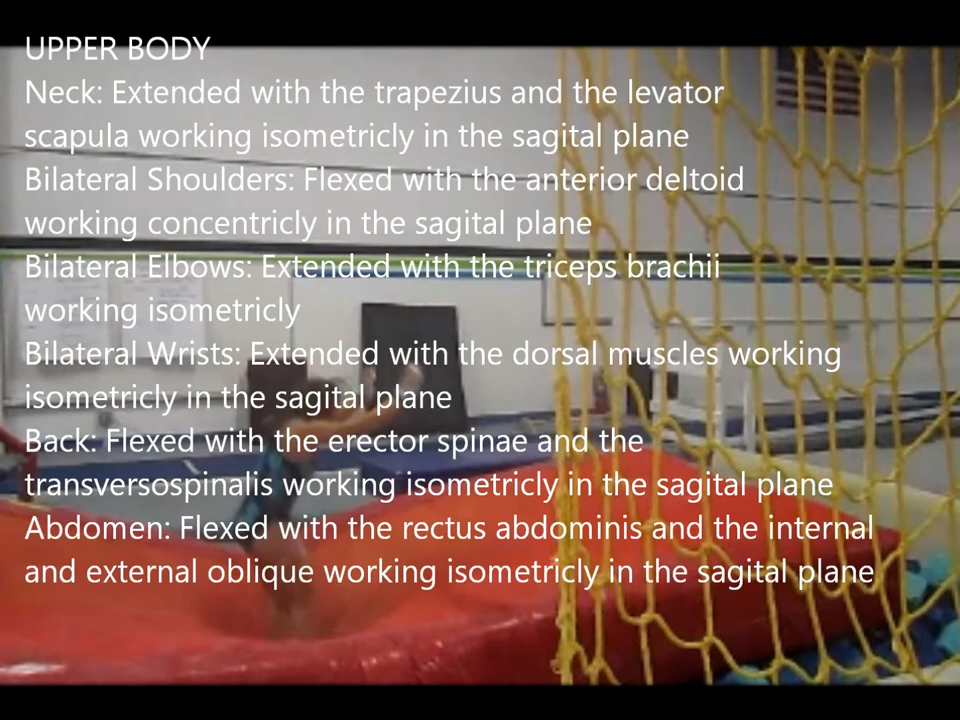 UPPER BODY
Neck: Extended with the trapezius and the levator
scapula working isometricly in the sagital plane
Bilateral Shoulders: Flexed with the anterior deltoid
working concentricly in the sagital plane
Bilateral Elbows: Extended with the triceps brachii
working isometricly
Bilateral Wrists: Extended with the dorsal muscles working
isometricly in the sagital plane
Back: Flexed with the erector spinae and the
transversospinalis working isometricly in the sagital plane
Abdomen: Flexed with the rectus abdominis and the internal
and external oblique working isometricly in the sagital plane